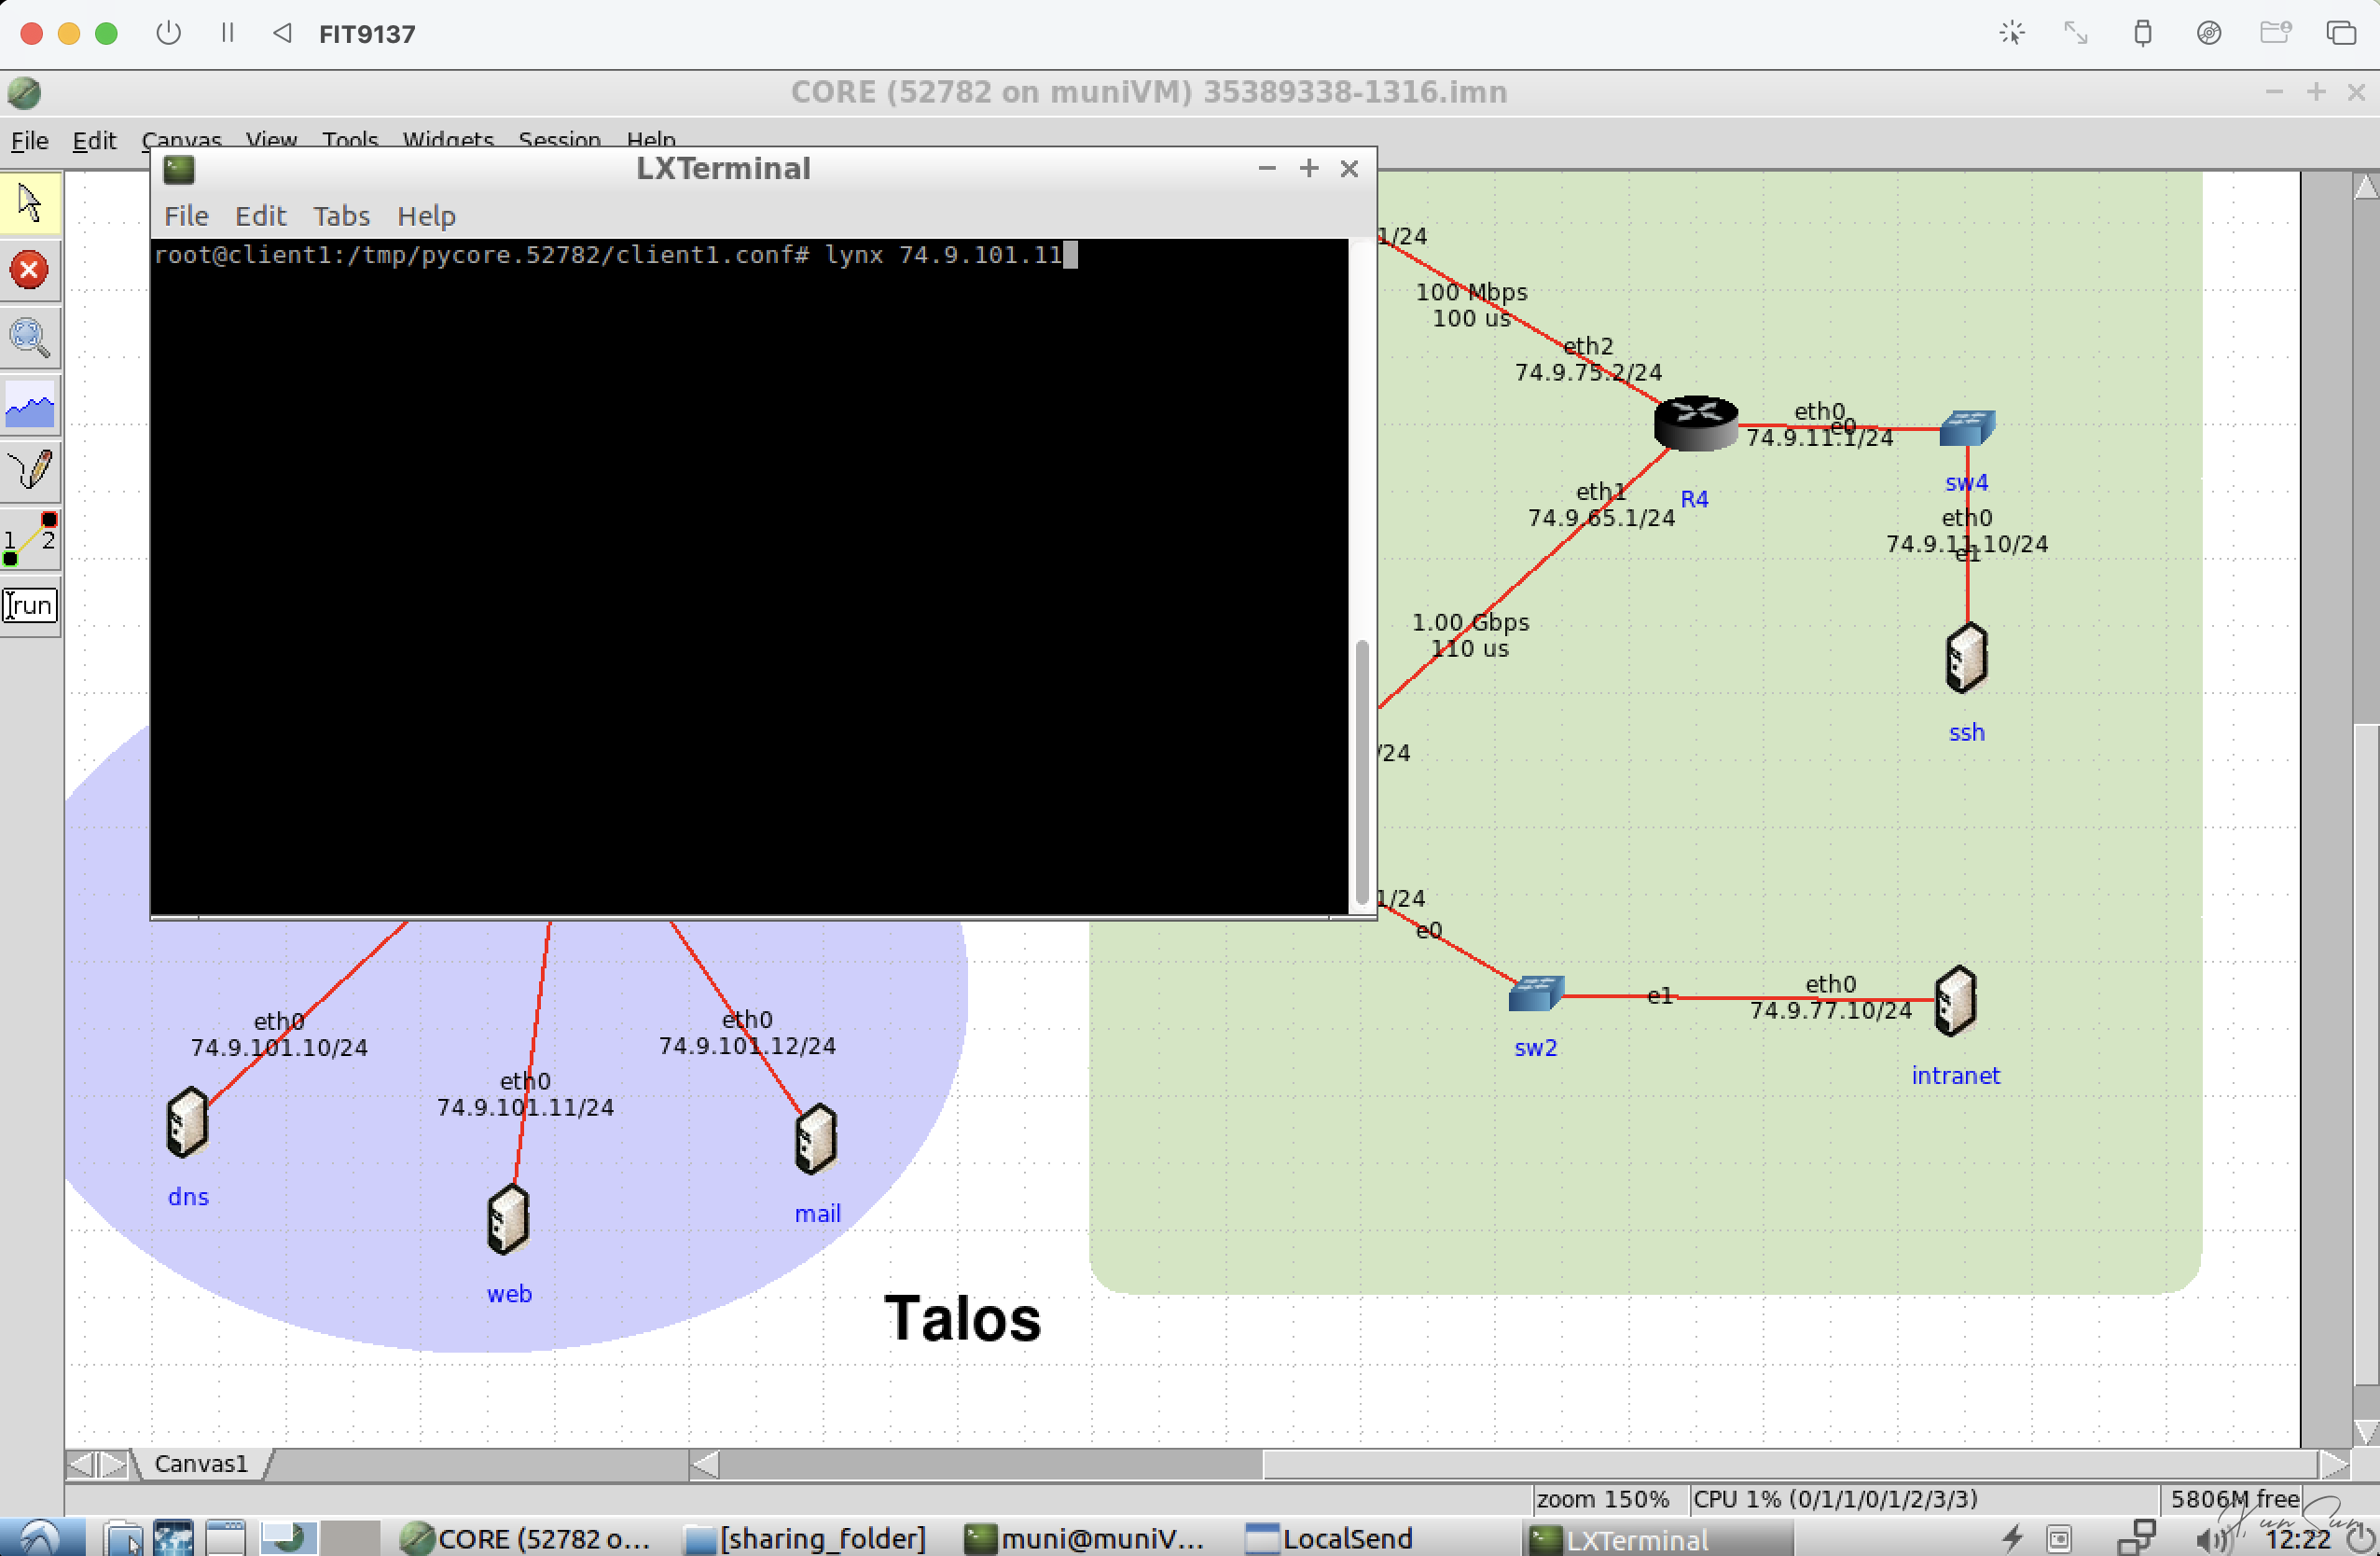 FIT9137
CORE (52782 on muniVM) 35389338-1316.imn
File Edit Canvas View Tools Widgets Session Help
LXTerminal
File Edit Tabs Help
root@client1:/tmp/pycore.52782/client1.conf# lynx 74.9.101.11
1/24
100 Mbps
100 us
eth2
74.9.75.2/24
eth0
e0
74.9.11.1/24
R4
sw4
eth1
74.9.65.1/24
eth0
74.9.11.10/24
e1
1
2
run
1.00 Gbps
110 us
ssh
/24
1/24
e0
e1
eth0
74.9.77.10/24
sw2
intranet
eth0
74.9.101.10/24
eth0
74.9.101.12/24
eth0
74.9.101.11/24
dns
mail
web
Talos
Canvas1
zoom 150%
CPU 1% (0/1/1/0/1/2/3/3)
5806M free
CORE (52782 o...
[sharing_folder]
muni@muniV...
LocalSend
LXTerminal
12:22